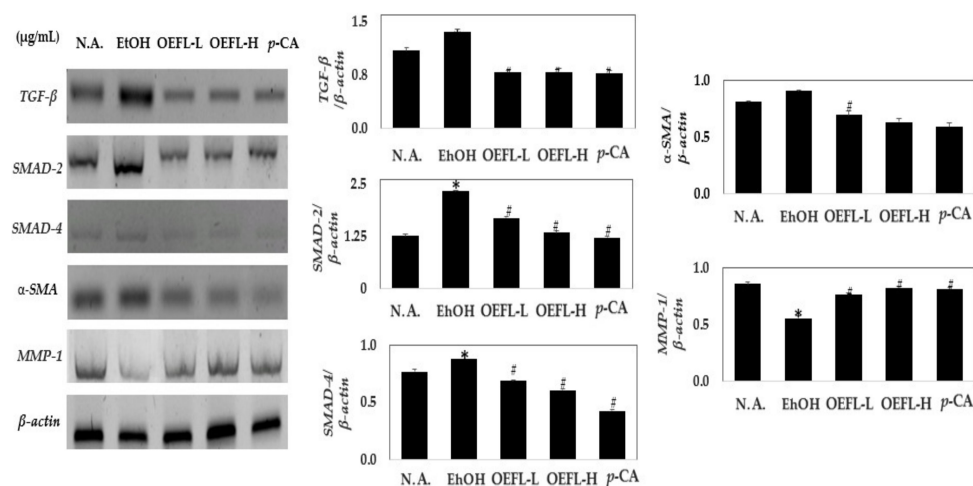 (µg/mL) N.A. EtOH OEFL-L OEFL-H p-CA
TGF-β
SMAD-2
SMAD-4
α-SMA
MMP-1
β-actin
TGF-β
/β-actin
1.5
0.8
0.0
# # #
N.A. EhOH OEFL-L OEFL-H p-CA
SMAD-2/
β-actin
2.5
1.25
0
* # # #
N.A. EhOH OEFL-L OEFL-H p-CA
SMAD-4/
β-actin
1.0
0.5
0.0
* # # #
N.A. EhOH OEFL-L OEFL-H p-CA
α-SMA/
β-actin
1.0
0.5
0.0
#
N.A. EhOH OEFL-L OEFL-H p-CA
MMP-1/
β-actin
1.0
0.5
0.0
* # # #
N.A. EhOH OEFL-L OEFL-H p-CA